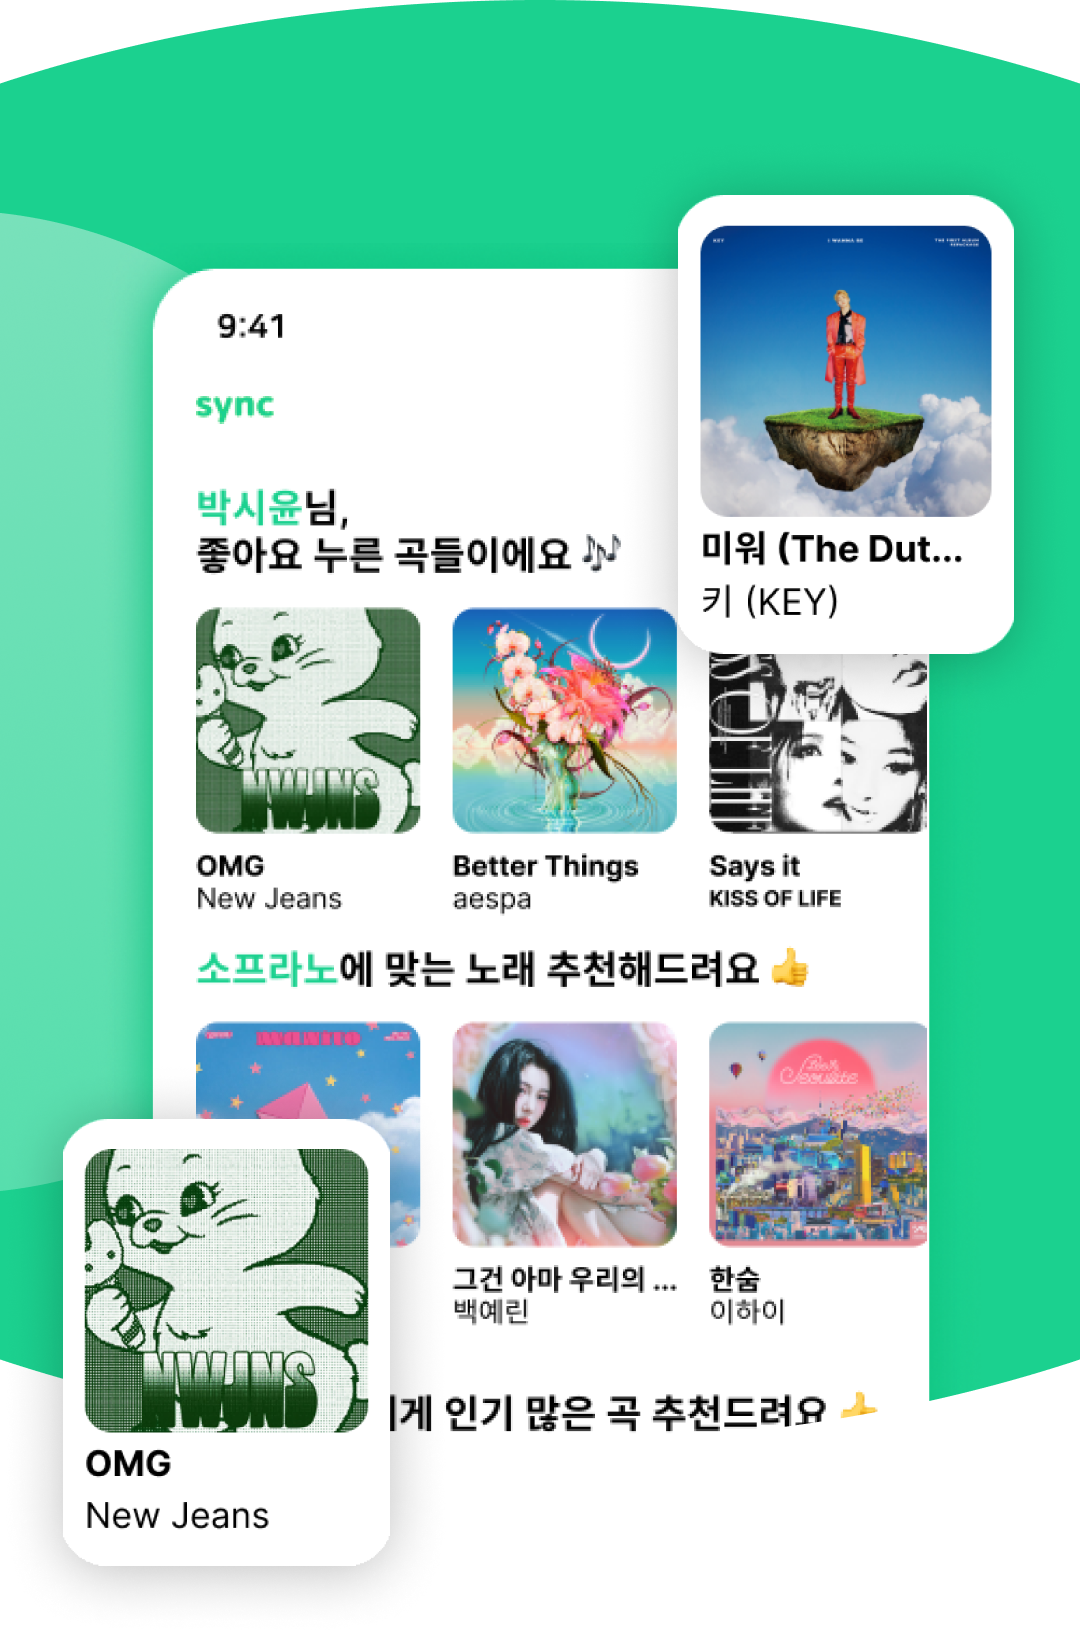 KEY
I WANNA BE
THE FIRST ALBUM
REPACKAGE
미워 (The Dut...
키 (KEY)
9:41
sync
박시윤님,
좋아요 누른 곡들이에요 🎶
NWJNS
OMG
New Jeans
Better Things
aespa
Says it
KISS OF LIFE
소프라노에 맞는 노래 추천해드려요 👍
MANITO
그건 아마 우리의 ...
백예린
한숨
이하이
게 인기 많은 곡 추천드려요
NWJNS
OMG
New Jeans